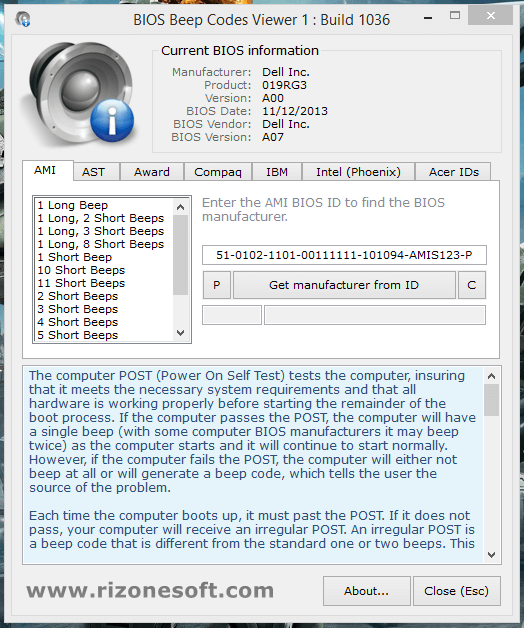 BIOS Beep Codes Viewer 1 : Build 1036
Current BIOS information
Manufacturer: Dell Inc.
Product: 019RG3
Version: A00
BIOS Date: 11/12/2013
BIOS Vendor: Dell Inc.
BIOS Version: A07
AMI AST Award Compaq IBM Intel (Phoenix) Acer IDs
1 Long Beep
1 Long, 2 Short Beeps
1 Long, 3 Short Beeps
1 Long, 8 Short Beeps
1 Short Beep
10 Short Beeps
11 Short Beeps
2 Short Beeps
3 Short Beeps
4 Short Beeps
5 Short Beeps
Enter the AMI BIOS ID to find the BIOS
manufacturer.
51-0102-1101-00111111-101094-AMIS123-P
P Get manufacturer from ID C
The computer POST (Power On Self Test) tests the computer, insuring
that it meets the necessary system requirements and that all
hardware is working properly before starting the remainder of the
boot process. If the computer passes the POST, the computer will have
a single beep (with some computer BIOS manufacturers it may beep
twice) as the computer starts and it will continue to start normally.
However, if the computer fails the POST, the computer will either not
beep at all or will generate a beep code, which tells the user the
source of the problem.
Each time the computer boots up, it must past the POST. If it does not
pass, your computer will receive an irregular POST. An irregular POST is
a beep code that is different from the standard one or two beeps. This
www.rizonesoft.com
About... Close (Esc)